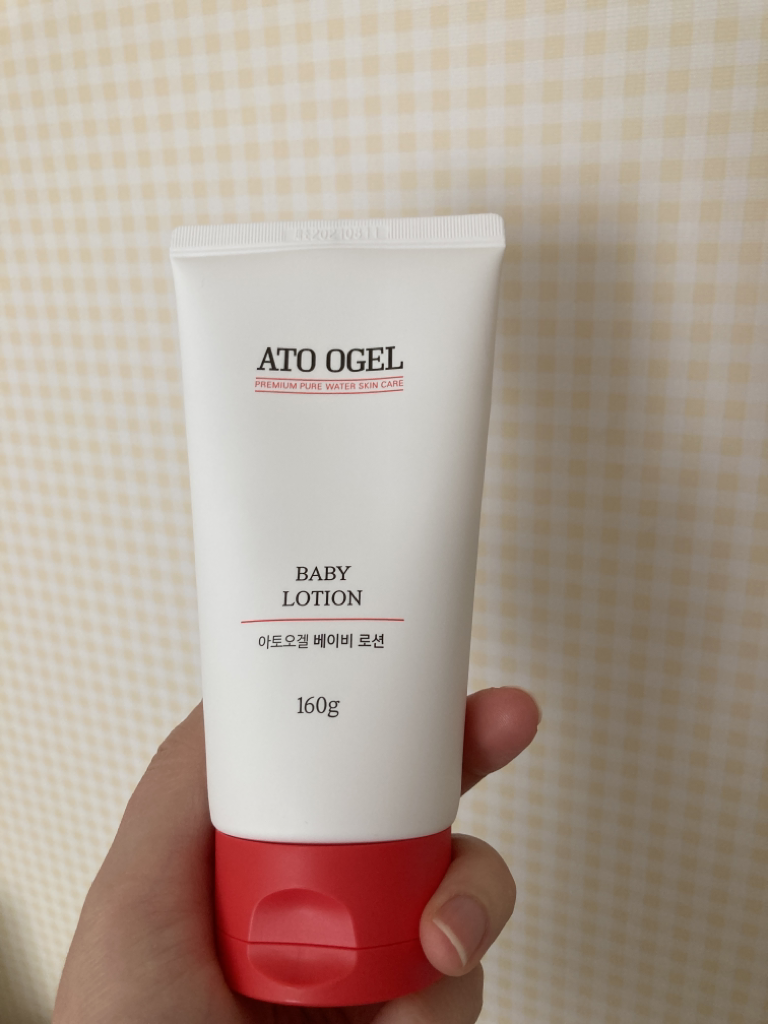 ATO OGEL
PREMIUM PURE WATER SKIN CARE
BABY
LOTION
아토오겔 베이비 로션
160g